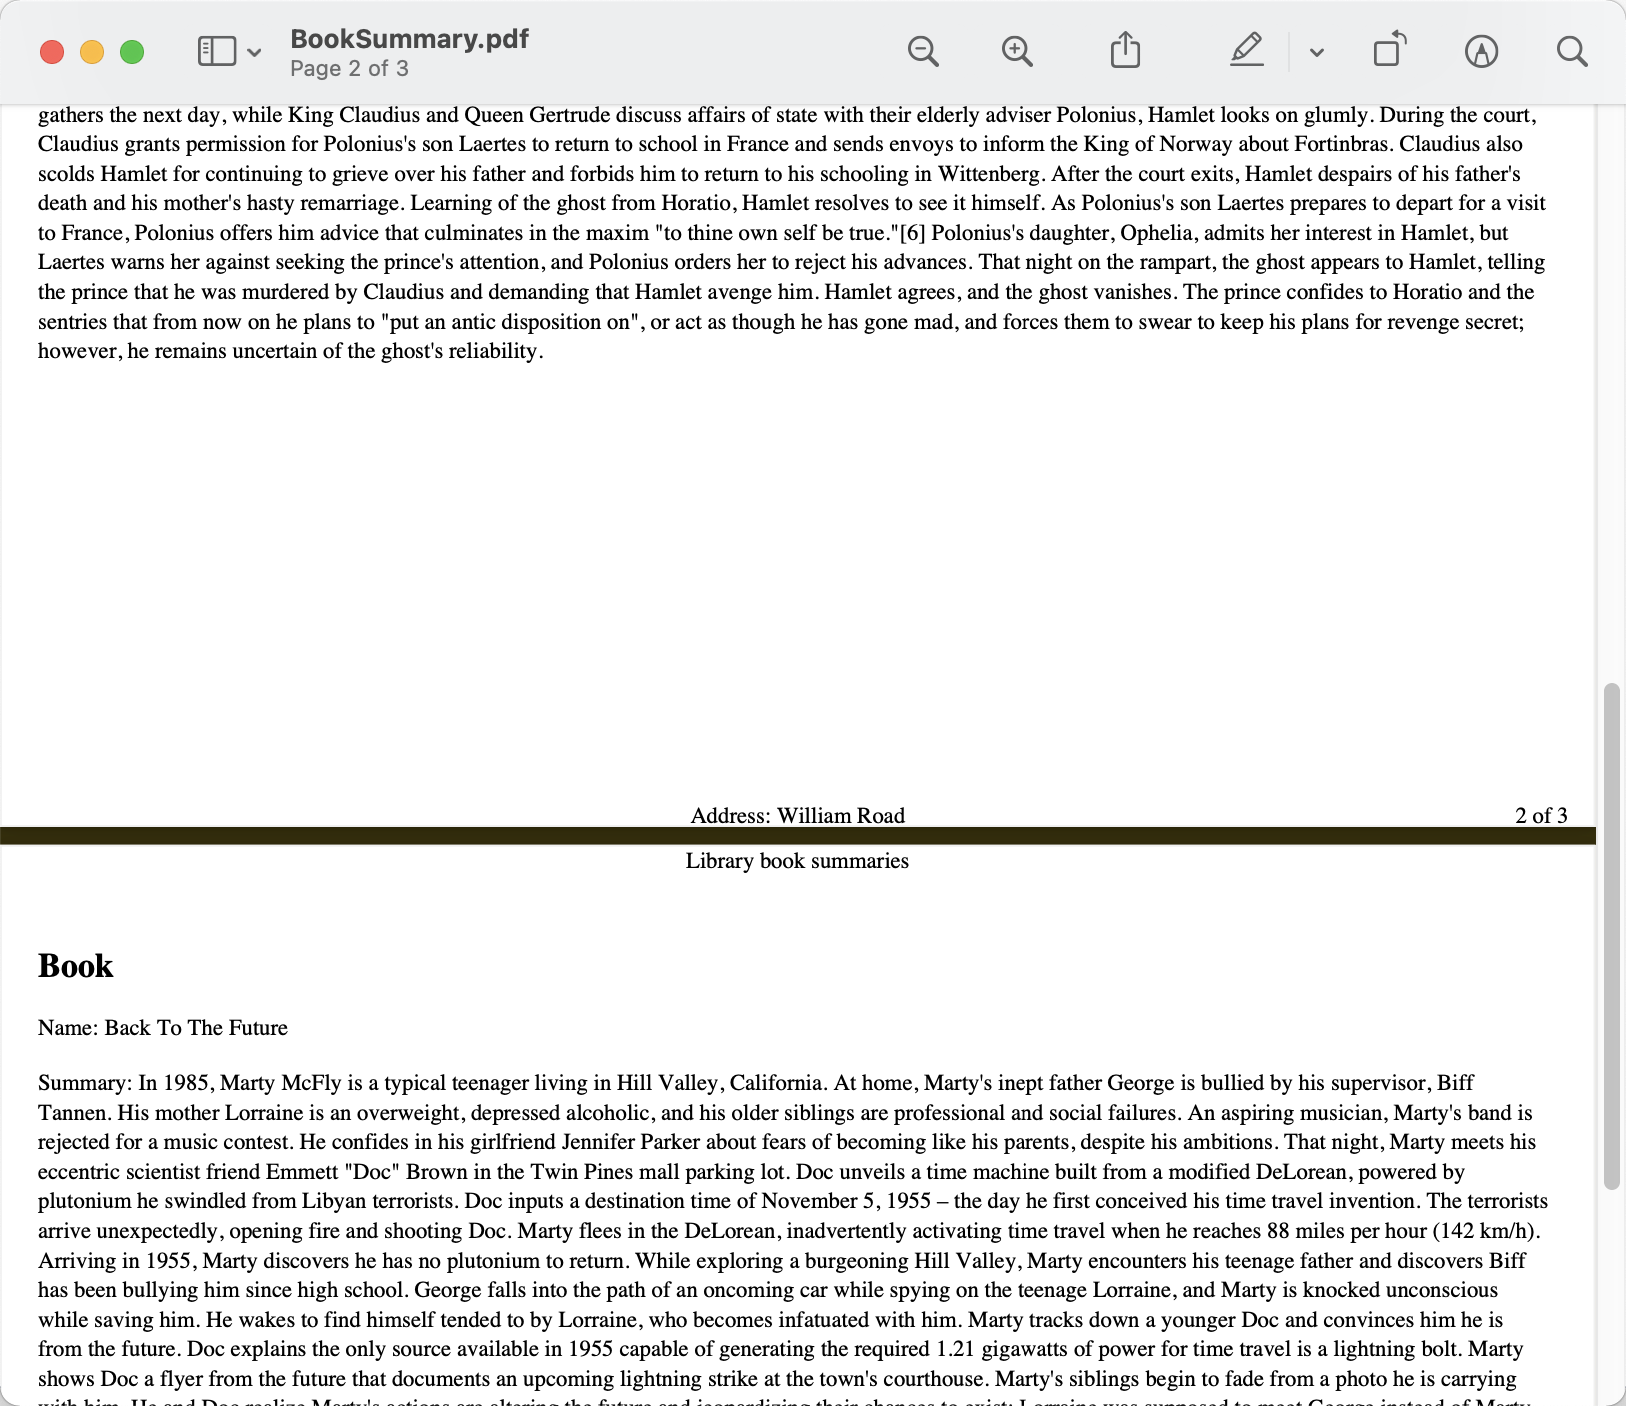 BookSummary.pdf
Page 2 of 3
gathers the next day, while King Claudius and Queen Gertrude discuss affairs of state with their elderly adviser Polonius, Hamlet looks on glumly. During the court,
Claudius grants permission for Polonius's son Laertes to return to school in France and sends envoys to inform the King of Norway about Fortinbras. Claudius also
scolds Hamlet for continuing to grieve over his father and forbids him to return to his schooling in Wittenberg. After the court exits, Hamlet despairs of his father's
death and his mother's hasty remarriage. Learning of the ghost from Horatio, Hamlet resolves to see it himself. As Polonius's son Laertes prepares to depart for a visit
to France, Polonius offers him advice that culminates in the maxim "to thine own self be true."[6] Polonius's daughter, Ophelia, admits her interest in Hamlet, but
Laertes warns her against seeking the prince's attention, and Polonius orders her to reject his advances. That night on the rampart, the ghost appears to Hamlet, telling
the prince that he was murdered by Claudius and demanding that Hamlet avenge him. Hamlet agrees, and the ghost vanishes. The prince confides to Horatio and the
sentries that from now on he plans to "put an antic disposition on", or act as though he has gone mad, and forces them to swear to keep his plans for revenge secret;
however, he remains uncertain of the ghost's reliability.
Address: William Road
2 of 3
Library book summaries
Book
Name: Back To The Future
Summary: In 1985, Marty McFly is a typical teenager living in Hill Valley, California. At home, Marty's inept father George is bullied by his supervisor, Biff
Tannen. His mother Lorraine is an overweight, depressed alcoholic, and his older siblings are professional and social failures. An aspiring musician, Marty's band is
rejected for a music contest. He confides in his girlfriend Jennifer Parker about fears of becoming like his parents, despite his ambitions. That night, Marty meets his
eccentric scientist friend Emmett "Doc" Brown in the Twin Pines mall parking lot. Doc unveils a time machine built from a modified DeLorean, powered by
plutonium he swindled from Libyan terrorists. Doc inputs a destination time of November 5, 1955 – the day he first conceived his time travel invention. The terrorists
arrive unexpectedly, opening fire and shooting Doc. Marty flees in the DeLorean, inadvertently activating time travel when he reaches 88 miles per hour (142 km/h).
Arriving in 1955, Marty discovers he has no plutonium to return. While exploring a burgeoning Hill Valley, Marty encounters his teenage father and discovers Biff
has been bullying him since high school. George falls into the path of an oncoming car while spying on the teenage Lorraine, and Marty is knocked unconscious
while saving him. He wakes to find himself tended to by Lorraine, who becomes infatuated with him. Marty tracks down a younger Doc and convinces him he is
from the future. Doc explains the only source available in 1955 capable of generating the required 1.21 gigawatts of power for time travel is a lightning bolt. Marty
shows Doc a flyer from the future that documents an upcoming lightning strike at the town's courthouse. Marty's siblings begin to fade from a photo he is carrying